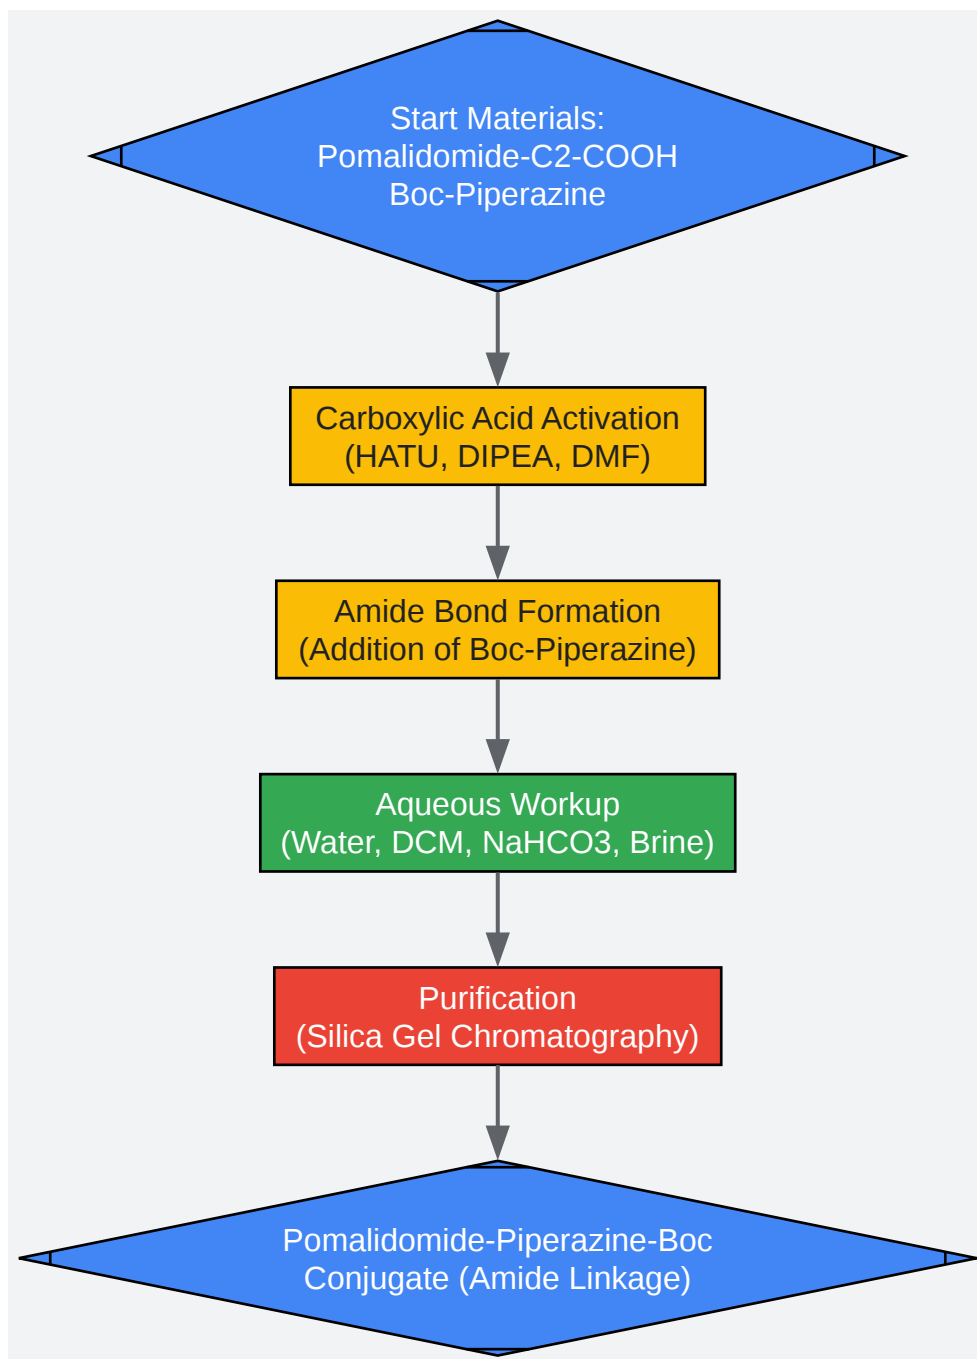 Start Materials:
Pomalidomide-C2-COOH
Boc-Piperazine
Carboxylic Acid Activation
(HATU, DIPEA, DMF)
Amide Bond Formation
(Addition of Boc-Piperazine)
Aqueous Workup
(Water, DCM, NaHCO3, Brine)
Purification
(Silica Gel Chromatography)
Pomalidomide-Piperazine-Boc
Conjugate (Amide Linkage)